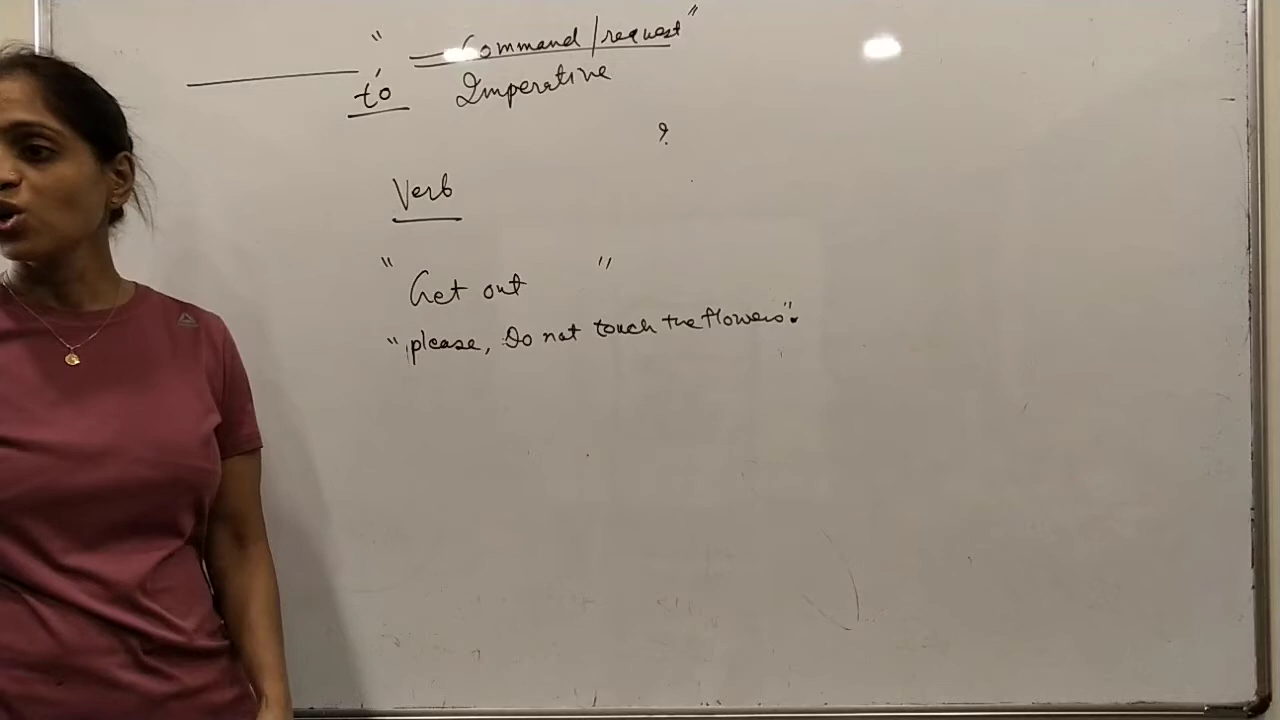 " Command/request"
to Imperative
?
Verb
" Get out "
"please, Do not touch the flowers".